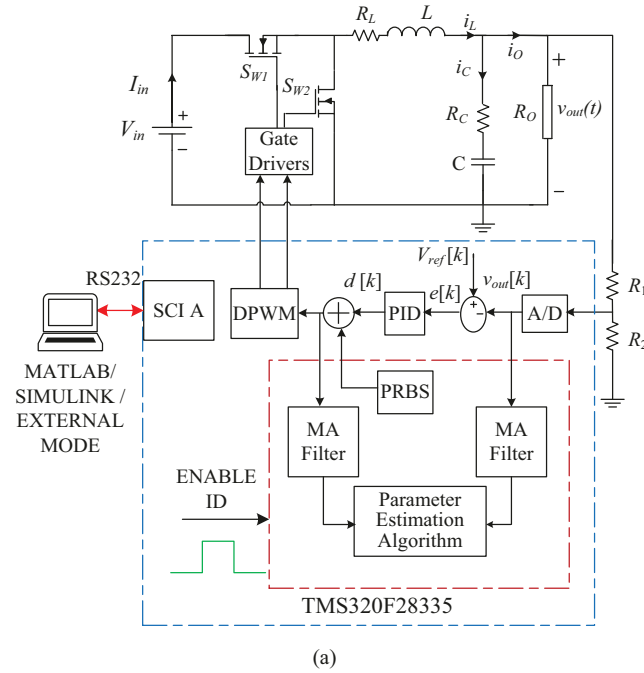 R_L
L
i_L
i_O
S_W1
S_W2
i_C
I_in
V_in
+
−
Gate
Drivers
R_C
C
R_O
+
v_out(t)
−
V_ref[k]
RS232
SCI A
DPWM
d [k]
+
PID
e[k]
+
-
v_out[k]
A/D
R_1
R_2
MATLAB/
SIMULINK /
EXTERNAL
MODE
PRBS
MA
Filter
MA
Filter
ENABLE
ID
Parameter
Estimation
Algorithm
TMS320F28335
(a)